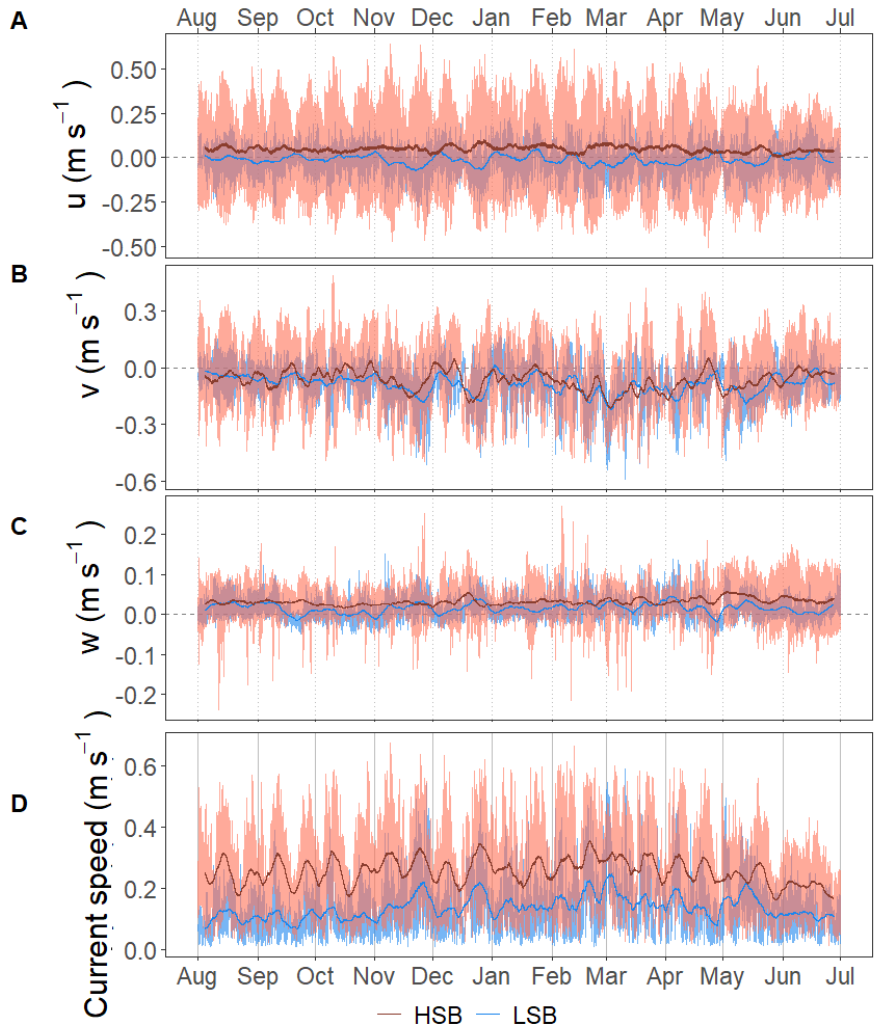 A
Aug Sep Oct Nov Dec Jan Feb Mar Apr May Jun Jul
u (m s⁻¹)
0.50
0.25
0.00
-0.25
-0.50
B
v (m s⁻¹)
0.3
0.0
-0.3
-0.6
C
w (m s⁻¹)
0.2
0.1
0.0
-0.1
-0.2
D
Current speed (m s⁻¹)
0.6
0.4
0.2
0.0
Aug Sep Oct Nov Dec Jan Feb Mar Apr May Jun Jul
HSB LSB